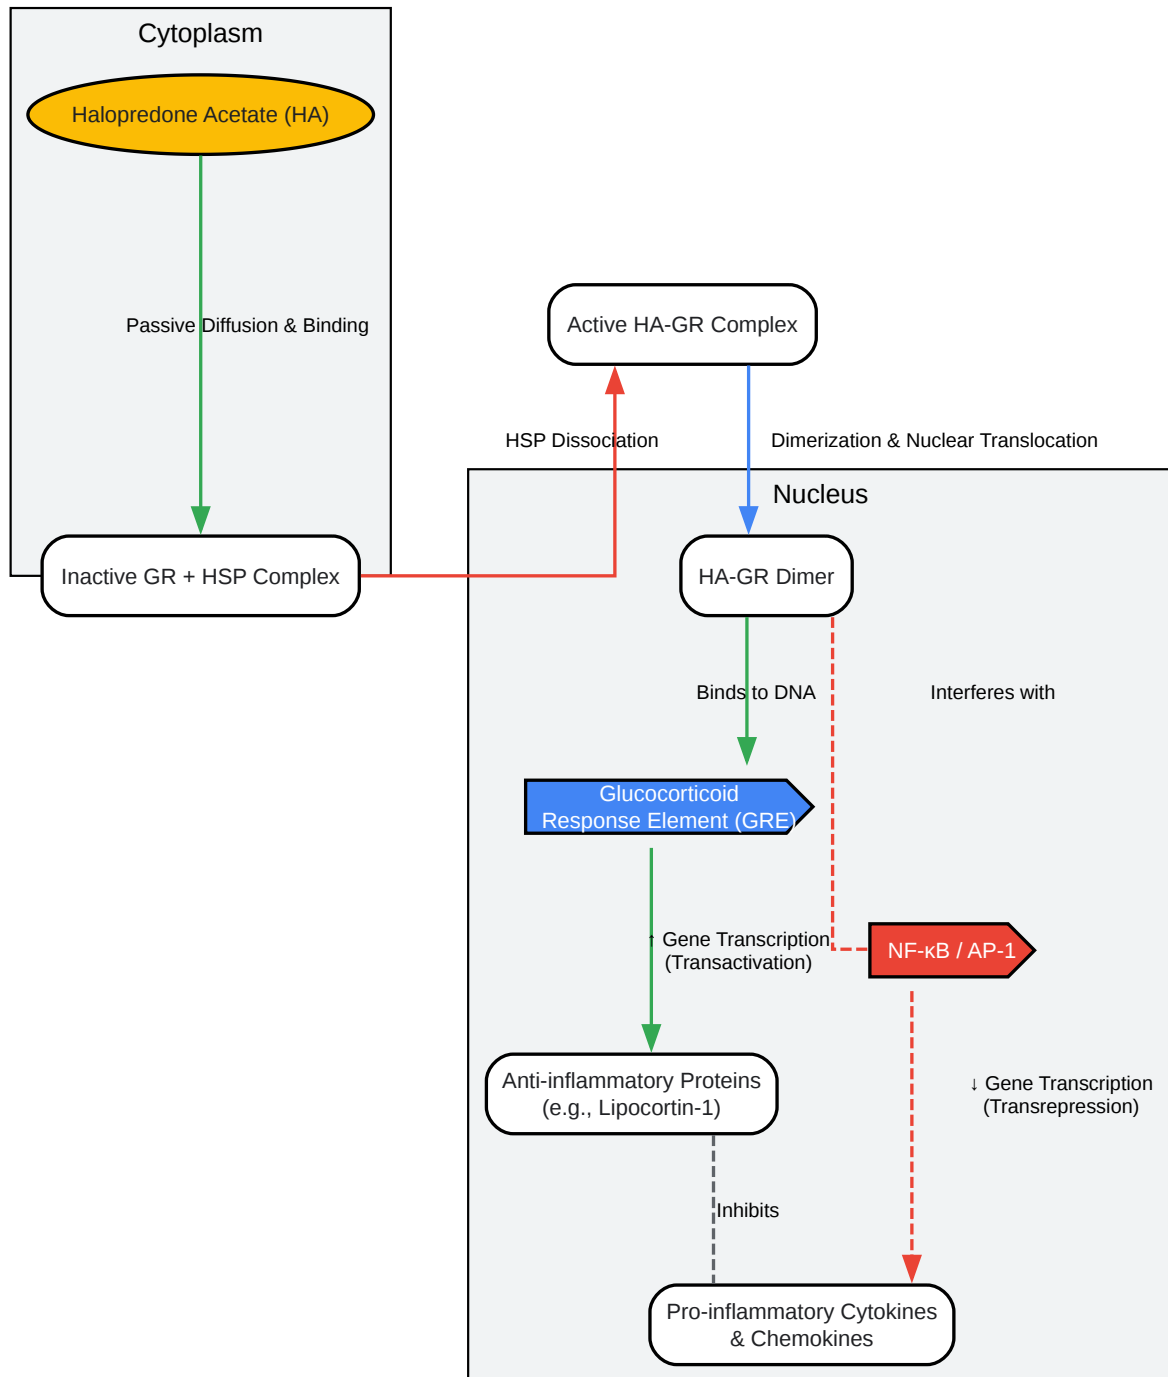 Cytoplasm
Halopredone Acetate (HA)
Passive Diffusion & Binding
Active HA-GR Complex
HSP Dissociation
Dimerization & Nuclear Translocation
Nucleus
Inactive GR + HSP Complex
HA-GR Dimer
Binds to DNA
Interferes with
Glucocorticoid
Response Element (GRE)
↑ Gene Transcription
(Transactivation)
NF-κB / AP-1
Anti-inflammatory Proteins
(e.g., Lipocortin-1)
↓ Gene Transcription
(Transrepression)
Inhibits
Pro-inflammatory Cytokines
& Chemokines